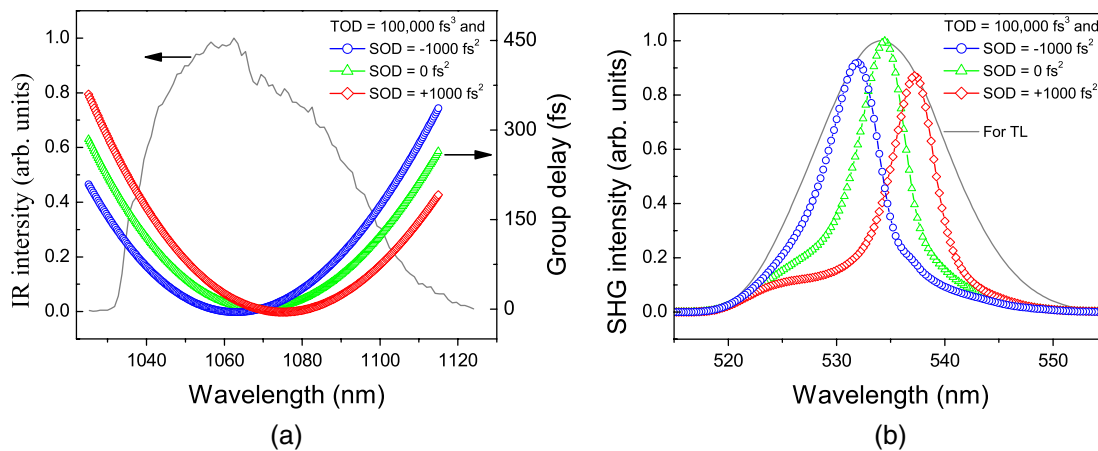 TOD = 100,000 fs³ and
SOD = -1000 fs²
SOD = 0 fs²
SOD = +1000 fs²
IR intensity (arb. units)
1.0
0.8
0.6
0.4
0.2
0.0
450
300
150
0
Group delay (fs)
1040 1060 1080 1100 1120
Wavelength (nm)
(a)
TOD = 100,000 fs³ and
SOD = -1000 fs²
SOD = 0 fs²
SOD = +1000 fs²
For TL
SHG intensity (arb. units)
1.0
0.8
0.6
0.4
0.2
0.0
520 530 540 550
Wavelength (nm)
(b)